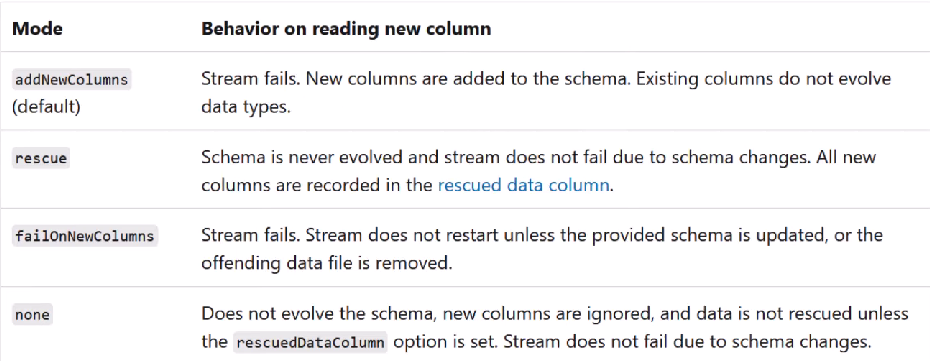 Mode Behavior on reading new column
addNewColumns Stream fails. New columns are added to the schema. Existing columns do not evolve
(default) data types.
rescue Schema is never evolved and stream does not fail due to schema changes. All new
columns are recorded in the rescued data column.
failOnNewColumns Stream fails. Stream does not restart unless the provided schema is updated, or the
offending data file is removed.
none Does not evolve the schema, new columns are ignored, and data is not rescued unless
the rescuedDataColumn option is set. Stream does not fail due to schema changes.